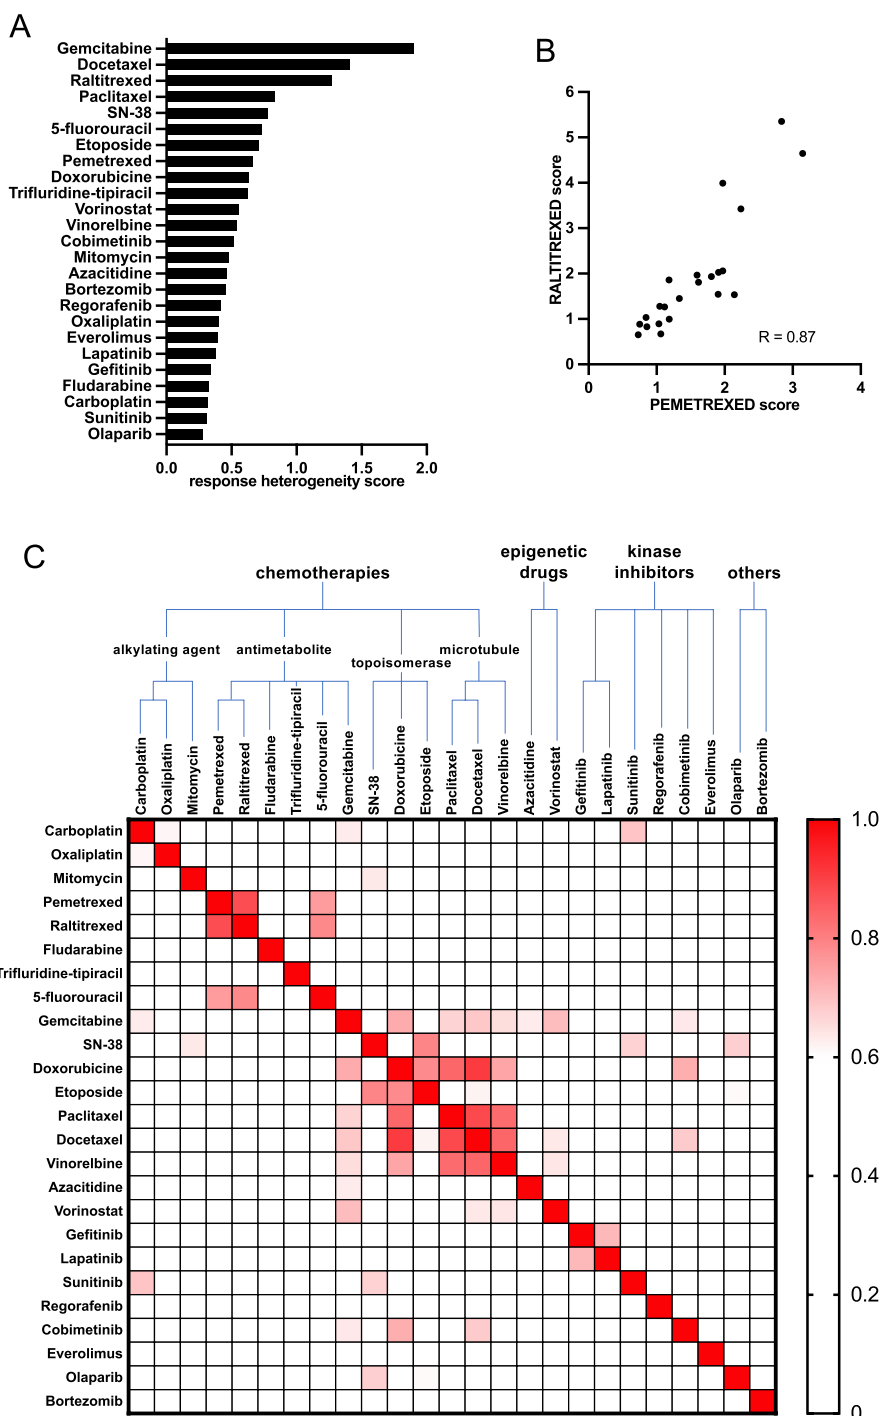 A
Gemcitabine
Docetaxel
Raltitrexed
Paclitaxel
SN-38
5-fluorouracil
Etoposide
Pemetrexed
Doxorubicine
Trifluridine-tipiracil
Vorinostat
Vinorelbine
Cobimetinib
Mitomycin
Azacitidine
Bortezomib
Regorafenib
Oxaliplatin
Everolimus
Lapatinib
Gefitinib
Fludarabine
Carboplatin
Sunitinib
Olaparib
0.0 0.5 1.0 1.5 2.0
response heterogeneity score
B
RALTITREXED score
6
5
4
3
2
1
0
R = 0.87
0 1 2 3 4
PEMETREXED score
C
chemotherapies
epigenetic
drugs
kinase
inhibitors
others
alkylating agent
antimetabolite
topoisomerase
microtubule
Carboplatin
Oxaliplatin
Mitomycin
Pemetrexed
Raltitrexed
Fludarabine
Trifluridine-tipiracil
5-fluorouracil
Gemcitabine
SN-38
Doxorubicine
Etoposide
Paclitaxel
Docetaxel
Vinorelbine
Azacitidine
Vorinostat
Gefitinib
Lapatinib
Sunitinib
Regorafenib
Cobimetinib
Everolimus
Olaparib
Bortezomib
Carboplatin
Oxaliplatin
Mitomycin
Pemetrexed
Raltitrexed
Fludarabine
Trifluridine-tipiracil
5-fluorouracil
Gemcitabine
SN-38
Doxorubicine
Etoposide
Paclitaxel
Docetaxel
Vinorelbine
Azacitidine
Vorinostat
Gefitinib
Lapatinib
Sunitinib
Regorafenib
Cobimetinib
Everolimus
Olaparib
Bortezomib
1.0
0.8
0.6
0.4
0.2
0